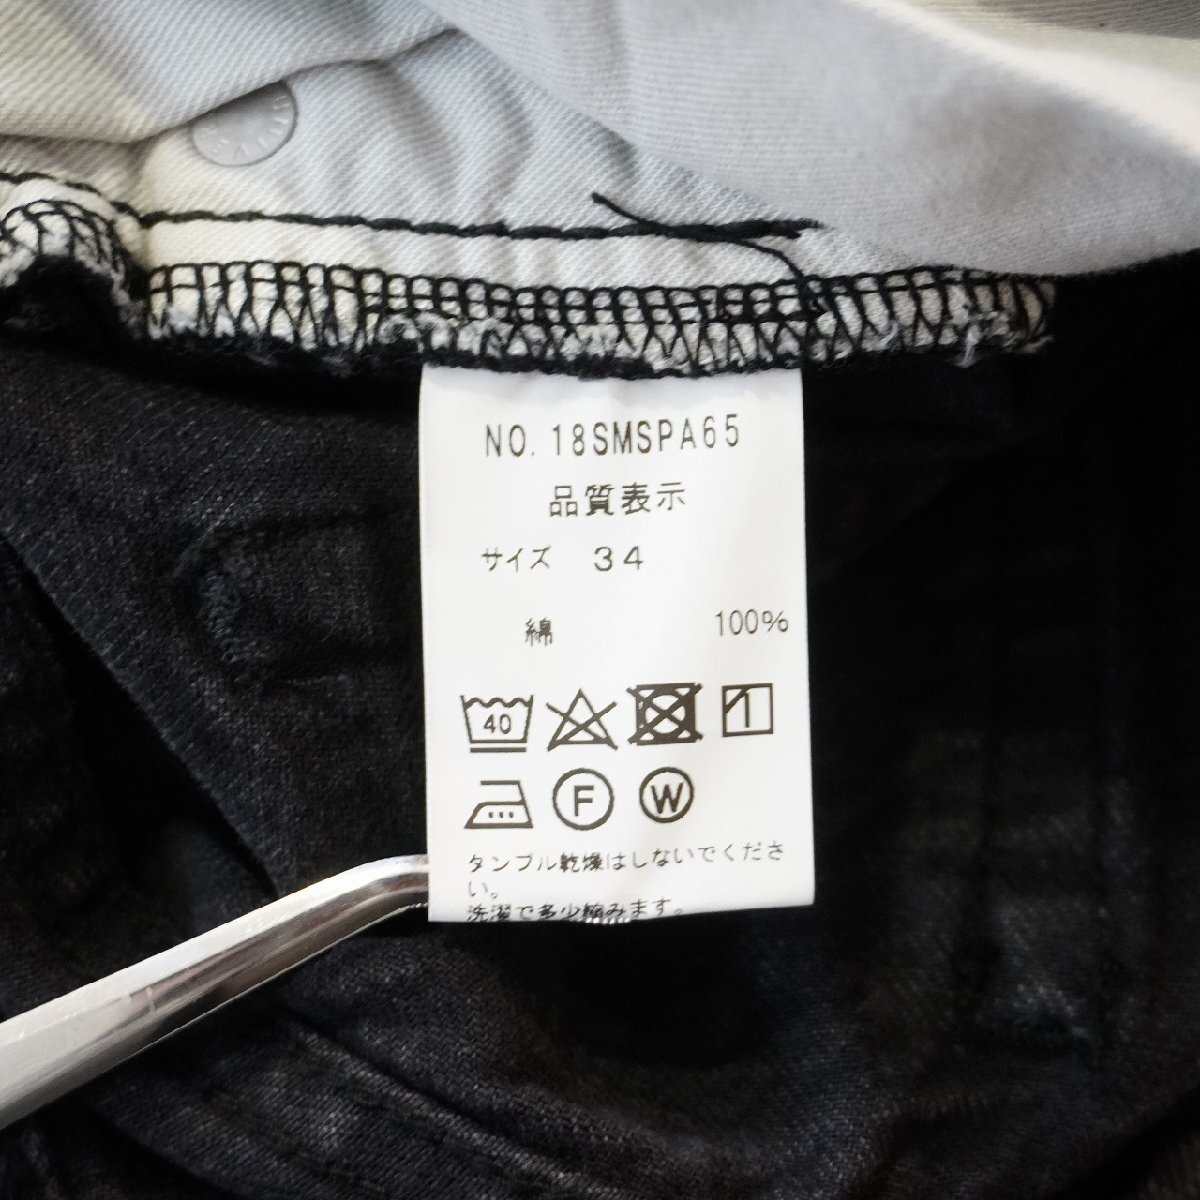 NO. 18SMSPA65
品質表示
サイズ 34
綿 100%
40
F W
タンブル乾燥はしないでくださ
い。
洗濯で多少縮みます。